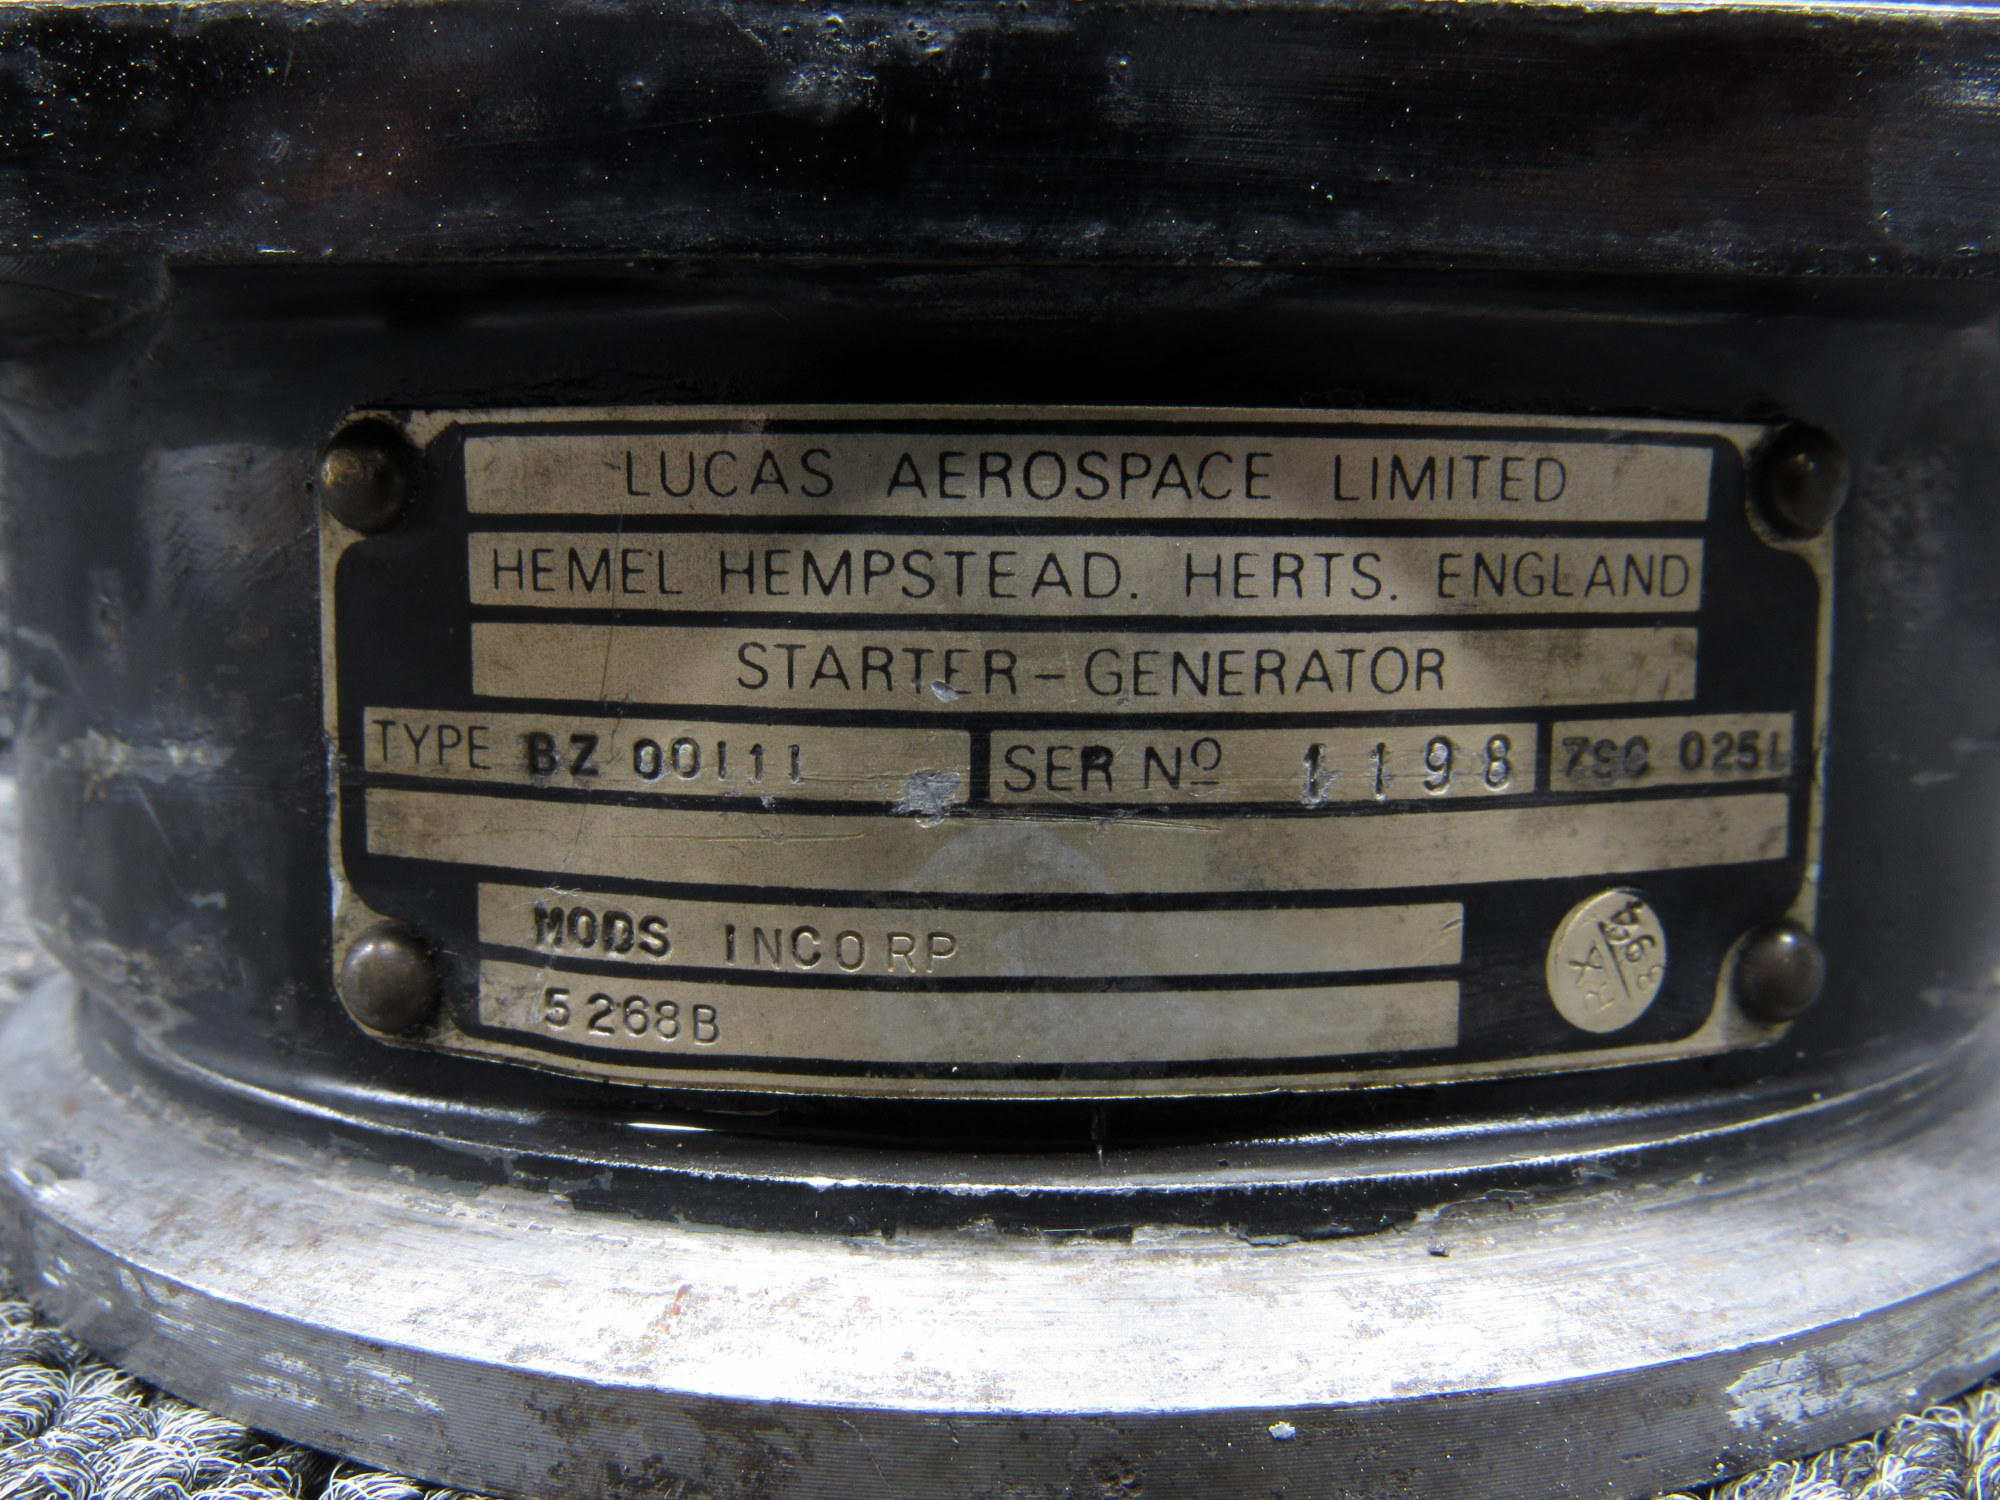 LUCAS AEROSPACE LIMITED
HEMEL HEMPSTEAD. HERTS. ENGLAND
STARTER-GENERATOR
TYPE BZ 00111 SER Nº 1198 ZSC 025L
MODS INCORP
5268B